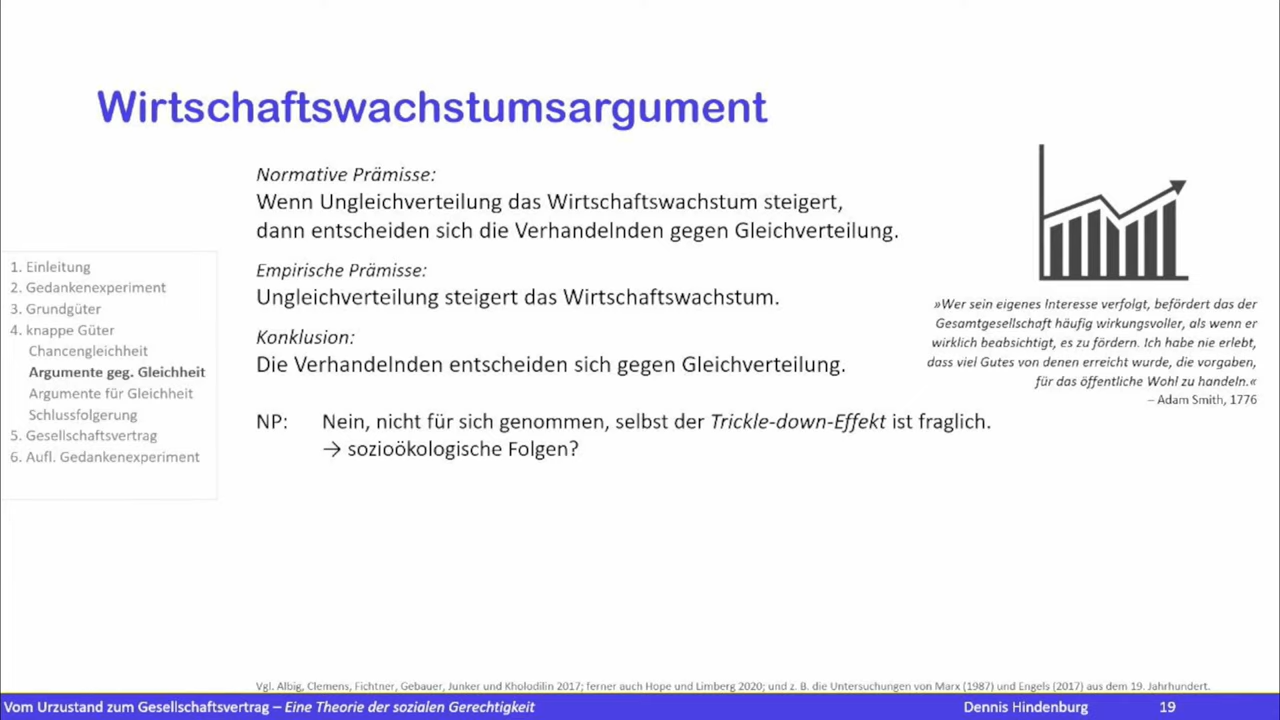 Wirtschaftswachstumsargument
Normative Prämisse:
Wenn Ungleichverteilung das Wirtschaftswachstum steigert,
dann entscheiden sich die Verhandelnden gegen Gleichverteilung.
Empirische Prämisse:
Ungleichverteilung steigert das Wirtschaftswachstum.
Konklusion:
Die Verhandelnden entscheiden sich gegen Gleichverteilung.
NP: Nein, nicht für sich genommen, selbst der Trickle-down-Effekt ist fraglich.
→ sozioökologische Folgen?
1. Einleitung
2. Gedankenexperiment
3. Grundgüter
4. knappe Güter
Chancengleichheit
Argumente geg. Gleichheit
Argumente für Gleichheit
Schlussfolgerung
5. Gesellschaftsvertrag
6. Aufl. Gedankenexperiment
»Wer sein eigenes Interesse verfolgt, befördert das der
Gesamtgesellschaft häufig wirkungsvoller, als wenn er
wirklich beabsichtigt, es zu fördern. Ich habe nie erlebt,
dass viel Gutes von denen erreicht wurde, die vorgaben,
für das öffentliche Wohl zu handeln.«
– Adam Smith, 1776
Vgl. Albig, Clemens, Fichtner, Gebauer, Junker und Kholodilin 2017; ferner auch Hope und Limberg 2020; und z. B. die Untersuchungen von Marx (1987) und Engels (2017) aus dem 19. Jahrhundert.
Vom Urzustand zum Gesellschaftsvertrag – Eine Theorie der sozialen Gerechtigkeit
Dennis Hindenburg
19